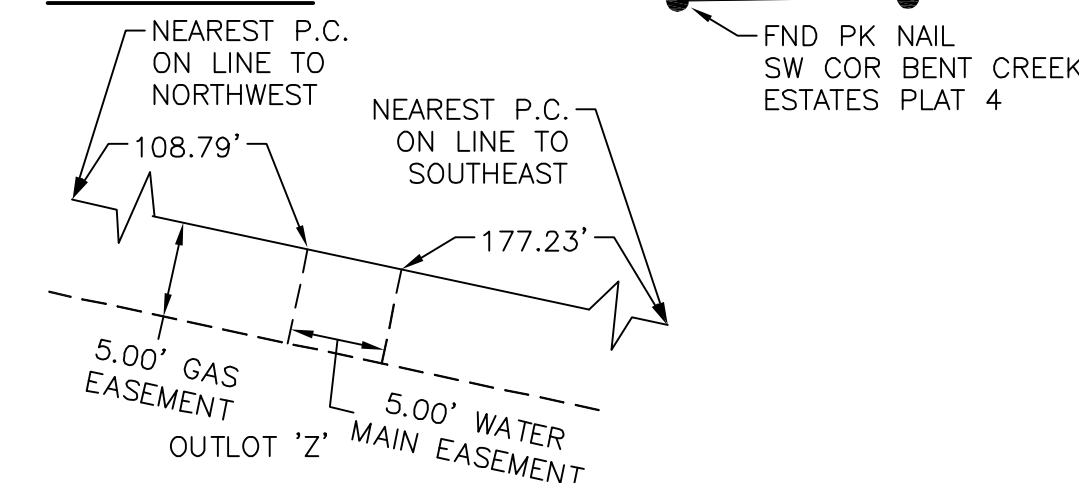 NEAREST P.C.
ON LINE TO
NORTHWEST
108.79'
NEAREST P.C.
ON LINE TO
SOUTHEAST
177.23'
FND PK NAIL
SW COR BENT CREEK
ESTATES PLAT 4
5.00' GAS
EASEMENT
OUTLOT 'Z'
5.00' WATER
MAIN EASEMENT